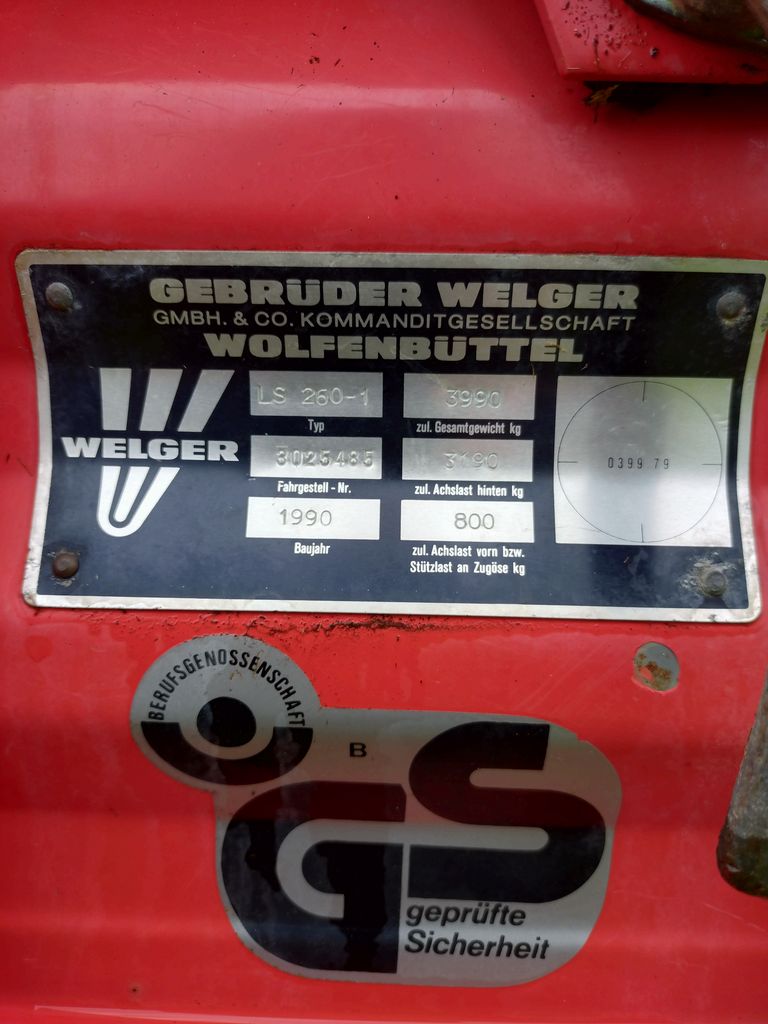 GEBRÜDER WELGER
GMBH. & CO. KOMMANDITGESELLSCHAFT
WOLFENBÜTTEL
WELGER
LS 260-1
Typ
3025485
Fahrgestell - Nr.
1990
Baujahr
3990
zul. Gesamtgewicht kg
3190
zul. Achslast hinten kg
800
zul. Achslast vorn bzw.
Stützlast an Zugöse kg
0399 79
BERUFSGENOSSENSCHAFT
B
GS
geprüfte
Sicherheit